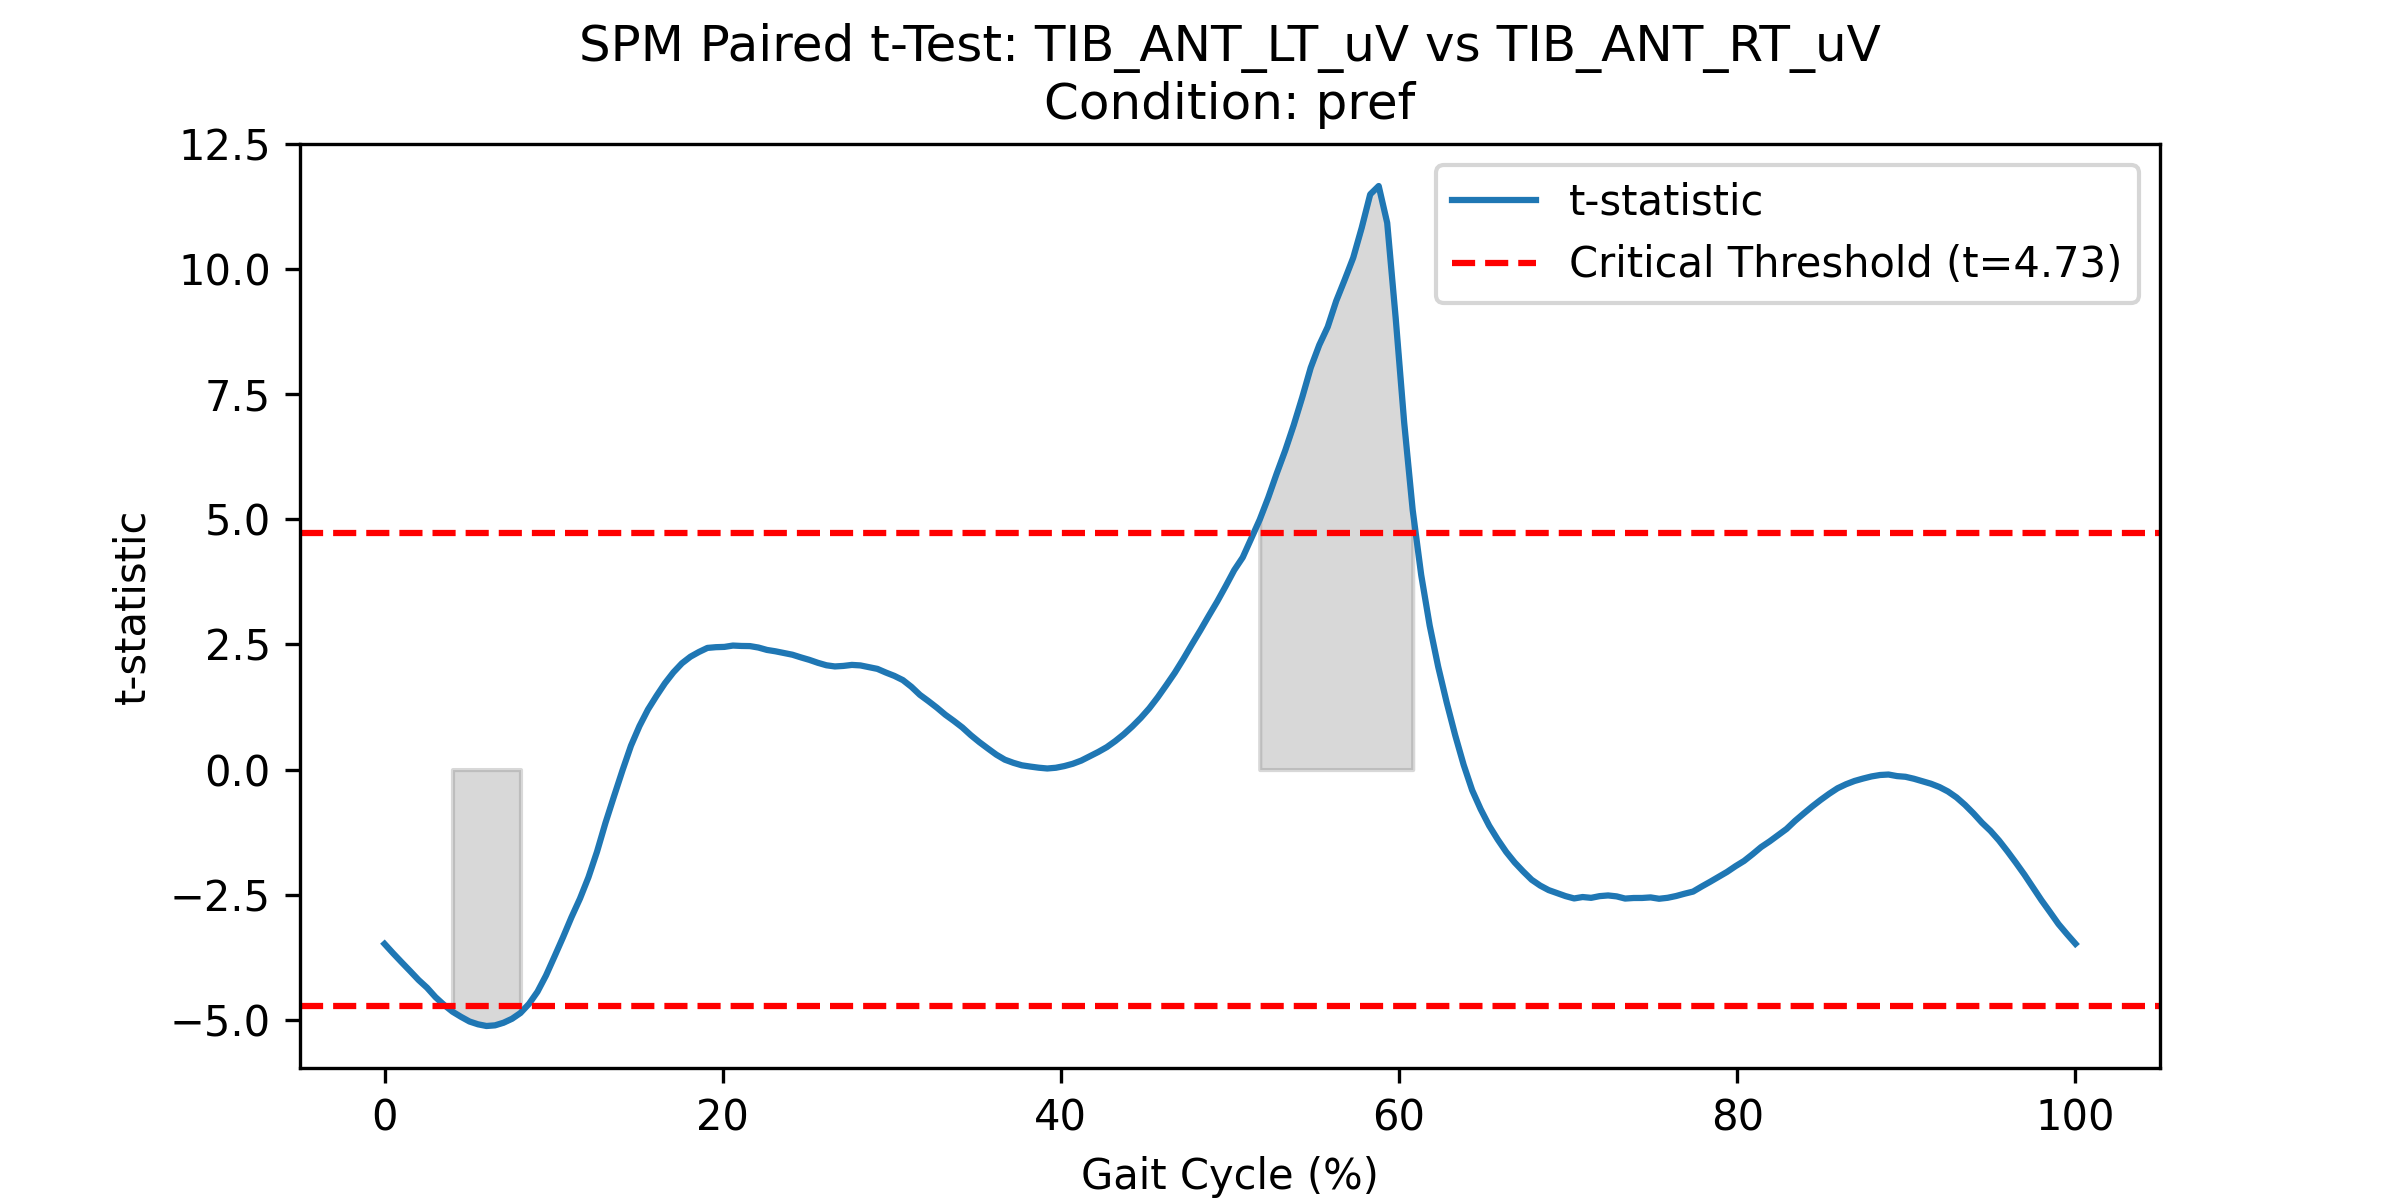 SPM Paired t-Test: TIB_ANT_LT_uV vs TIB_ANT_RT_uV
Condition: pref
12.5
10.0
7.5
5.0
2.5
0.0
−2.5
−5.0
t-statistic
t-statistic
Critical Threshold (t=4.73)
0
20
40
60
80
100
Gait Cycle (%)